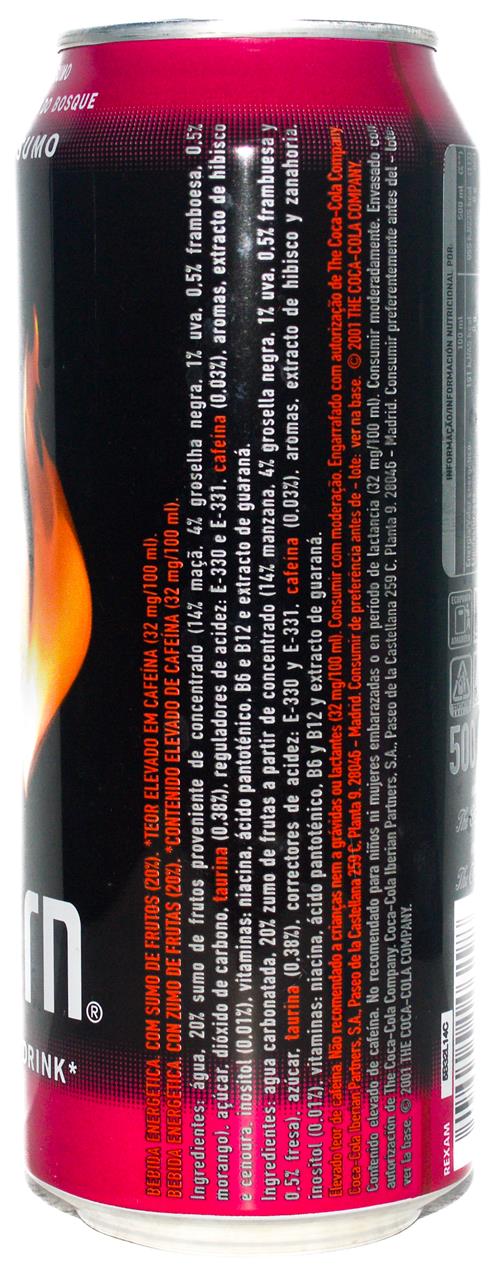 DO BOSQUE
SUMO
rn®
DRINK*
BEBIDA ENERGÉTICA, COM SUMO DE FRUTOS (20%). *TEOR ELEVADO EM CAFEÍNA (32 mg/100 ml).
BEBIDA ENERGÉTICA, CON ZUMO DE FRUTAS (20%). *CONTENIDO ELEVADO DE CAFEÍNA (32 mg/100 ml).
Ingredientes: água, 20% sumo de frutos proveniente de concentrado (14% maçã, 4% groselha negra, 1% uva, 0.5% framboesa, 0.5%
morango), açúcar, dióxido de carbono, taurina (0,38%), reguladores de acidez: E-330 e E-331, cafeína (0,03%), aromas, extracto de hibisco
e cenoura, inositol (0,01%), vitaminas: niacina, ácido pantoténico, B6 e B12 e extracto de guaraná.
Ingredientes: agua carbonatada, 20% zumo de frutas a partir de concentrado (14% manzana, 4% grosella negra, 1% uva, 0.5% frambuesa y
0,5% fresa), azúcar, taurina (0,38%), correctores de acidez: E-330 y E-331, cafeína (0,03%), aromas, extracto de hibisco y zanahoria,
inositol (0,01%), vitaminas: niacina, ácido pantoténico, B6 y B12 y extracto de guaraná.
Elevado teor de cafeína. Não recomendado a crianças nem a grávidas ou lactantes (32 mg/100 ml). Consumir com moderação. Engarrafado com autorização de The Coca-Cola Company
Coca-Cola Iberian Partners, S.A., Paseo de la Castellana 259 C, Planta 9, 28046 - Madrid. Consumir de preferência antes de - lote: ver na base. © 2001 THE COCA-COLA COMPANY.
Contenido elevado de cafeína. No recomendado para niños ni mujeres embarazadas o en período de lactancia (32 mg/100 ml). Consumir moderadamente. Envasado con
autorización de The Coca-Cola Company. Coca-Cola Iberian Partners, S.A., Paseo de la Castellana 259 C, Planta 9. 28046 - Madrid. Consumir preferentemente antes del - lote:
ver la base. © 2001 THE COCA-COLA COMPANY.
INFORMAÇÃO/INFORMACIÓN NUTRICIONAL POR:
100 ml
500 ml
500
REXAM